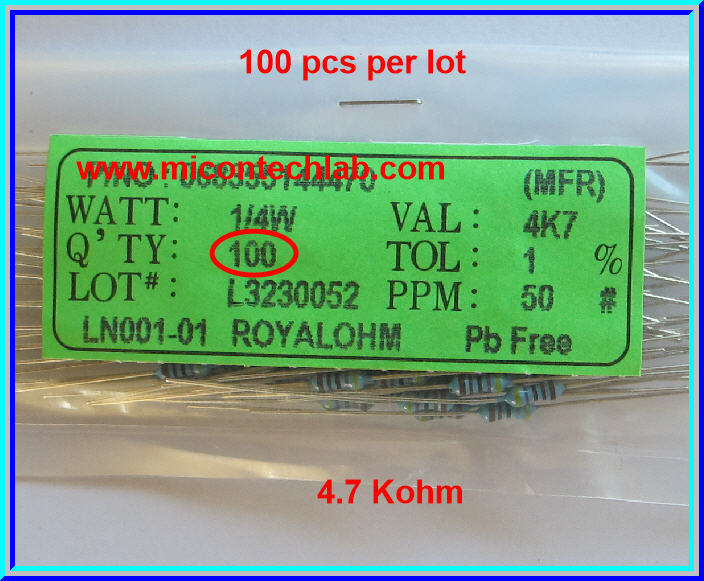 100 pcs per lot
www.micontechlab.com
(MFR)
WATT: 1/4W VAL: 4K7
Q'TY: 100 TOL: 1 %
LOT#: L3230052 PPM: 50 #
LN001-01 ROYALOHM Pb Free
4.7 Kohm